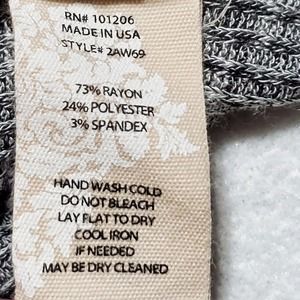 RN# 101206
MADE IN USA
STYLE# 2AW69
73% RAYON
24% POLYESTER
3% SPANDEX
HAND WASH COLD
DO NOT BLEACH
LAY FLAT TO DRY
COOL IRON
IF NEEDED
MAY BE DRY CLEANED